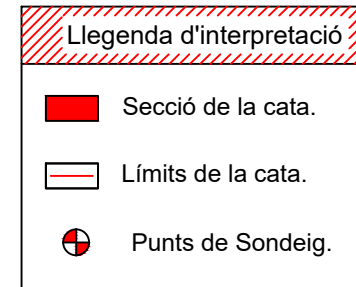 Llegenda d'interpretació
Secció de la cata.
Límits de la cata.
Punts de Sondeig.